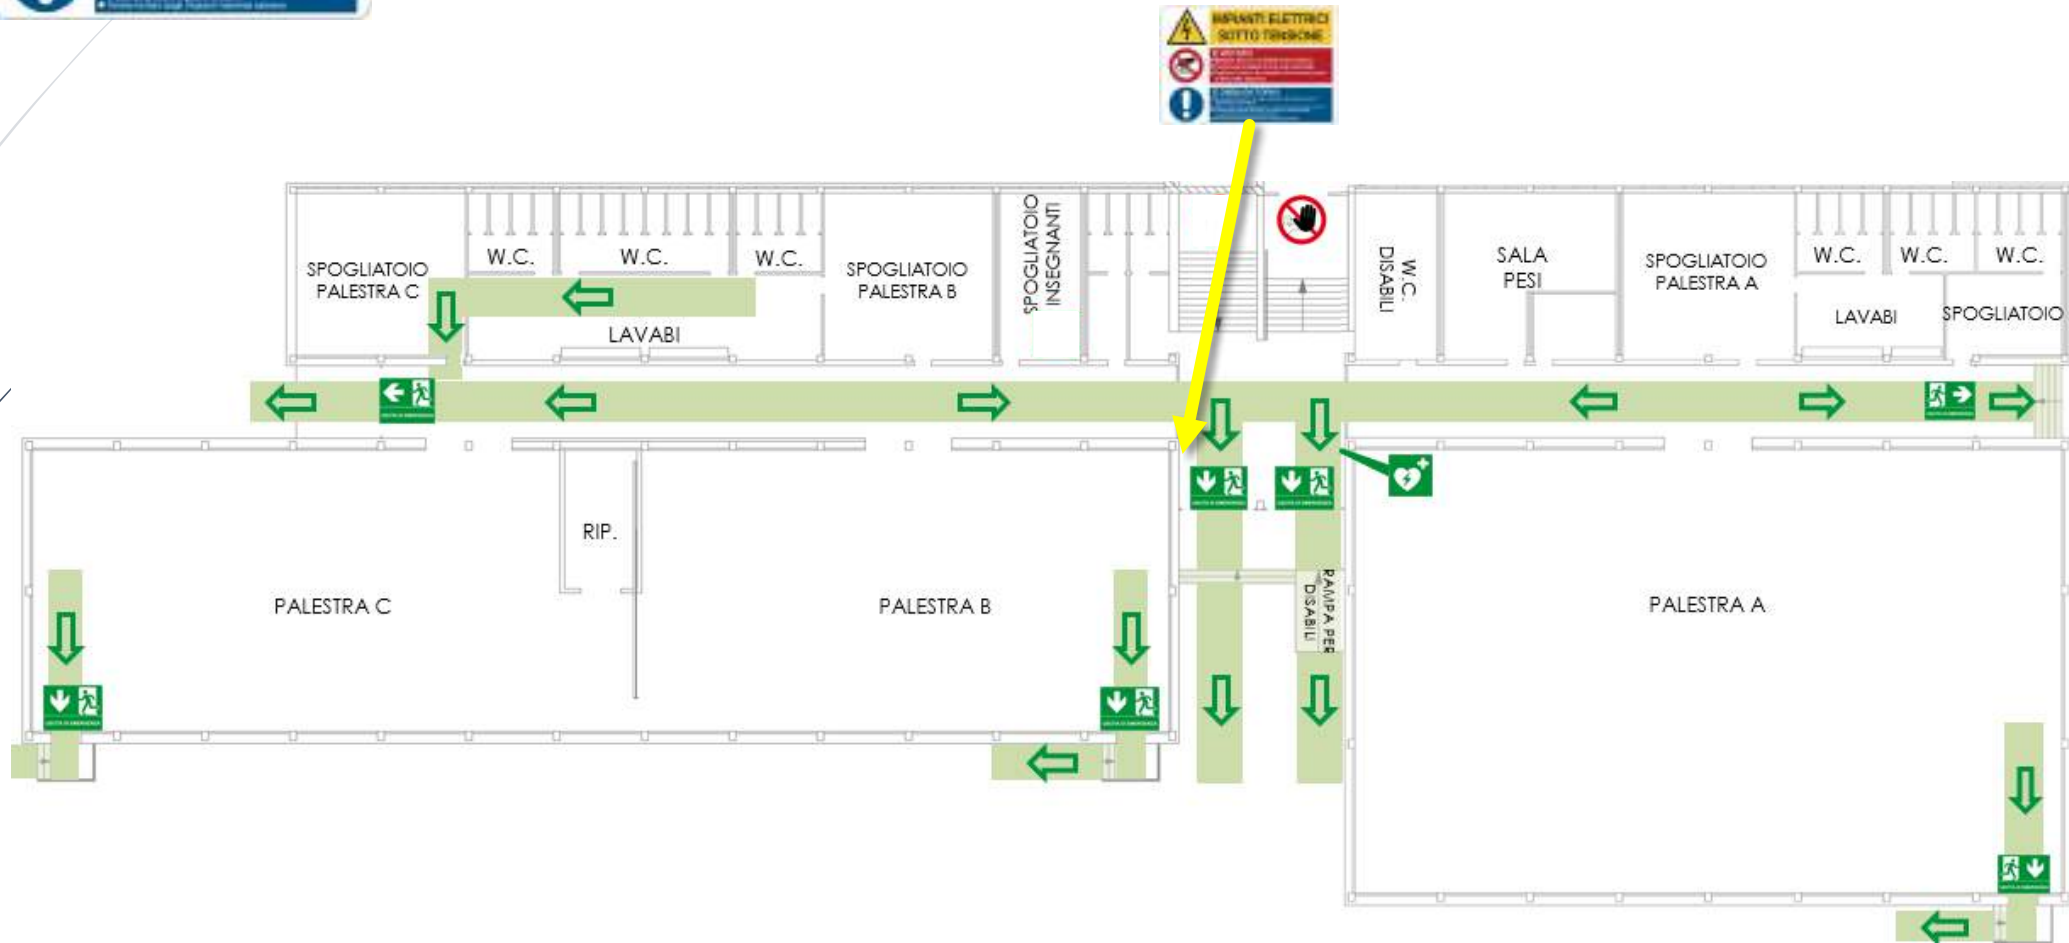 IMPIANTI ELETTRICI
SOTTO TENSIONE
SPOGLIATOIO
PALESTRA C
W.C.
W.C.
W.C.
LAVABI
SPOGLIATOIO
PALESTRA B
SPOGLIATOIO
INSEGNANTI
W.C.
DISABILI
SALA
PESI
SPOGLIATOIO
PALESTRA A
W.C.
W.C.
W.C.
LAVABI
SPOGLIATOIO
PALESTRA C
RIP.
PALESTRA B
RAMPA PER
DISABILI
PALESTRA A